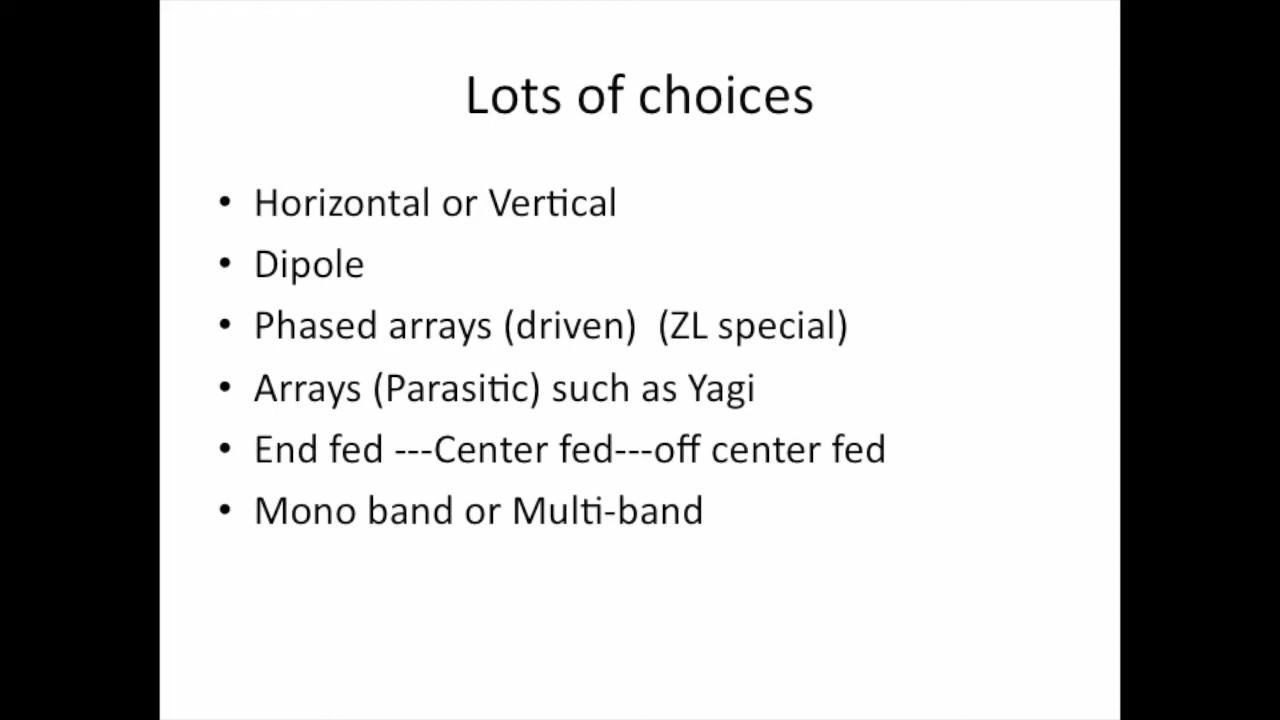 Lots of choices
• Horizontal or Vertical
• Dipole
• Phased arrays (driven)  (ZL special)
• Arrays (Parasitic) such as Yagi
• End fed ---Center fed---off center fed
• Mono band or Multi-band